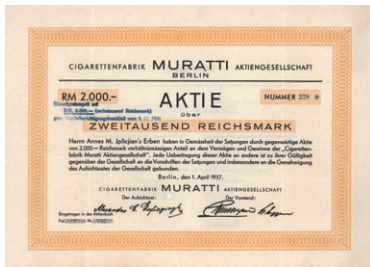 CIGARETTENFABRIK MURATTI AKTIENGESELLSCHAFT
BERLIN
RM 2.000.— AKTIE NUMMER 228
über
ZWEITAUSEND REICHSMARK
Herrn Annes M. Iplicjian's Erben haben in Gemässheit der Satzungen durch gegenwärtige Aktie
von 2.000.— Reichsmark verhältnismässigen Anteil an dem Vermögen und Gewinne der „Cigaretten-
fabrik Muratti Aktiengesellschaft". Jede Uebertragung dieser Aktie an andere ist zu ihrer Gültigkeit
gegenüber der Gesellschaft an die Vorschriften der Satzungen und insbesondere an die Genehmigung
des Aufsichtsrates der Gesellschaft gebunden.
Berlin, den 1. April 1937.
CIGARETTENFABRIK MURATTI AKTIENGESELLSCHAFT
Der Aufsichtsrat: Der Vorstand:
Eingetragen in das Aktienbuch